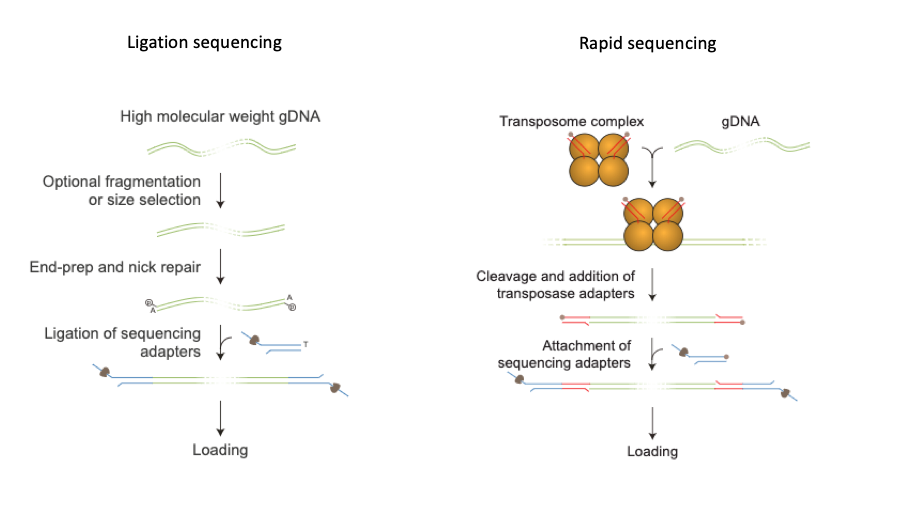 Ligation sequencing
High molecular weight gDNA
Optional fragmentation
or size selection
End-prep and nick repair
P
A
A
P
Ligation of sequencing
adapters
T
Loading
Rapid sequencing
Transposome complex
gDNA
Cleavage and addition of
transposase adapters
Attachment of
sequencing adapters
Loading